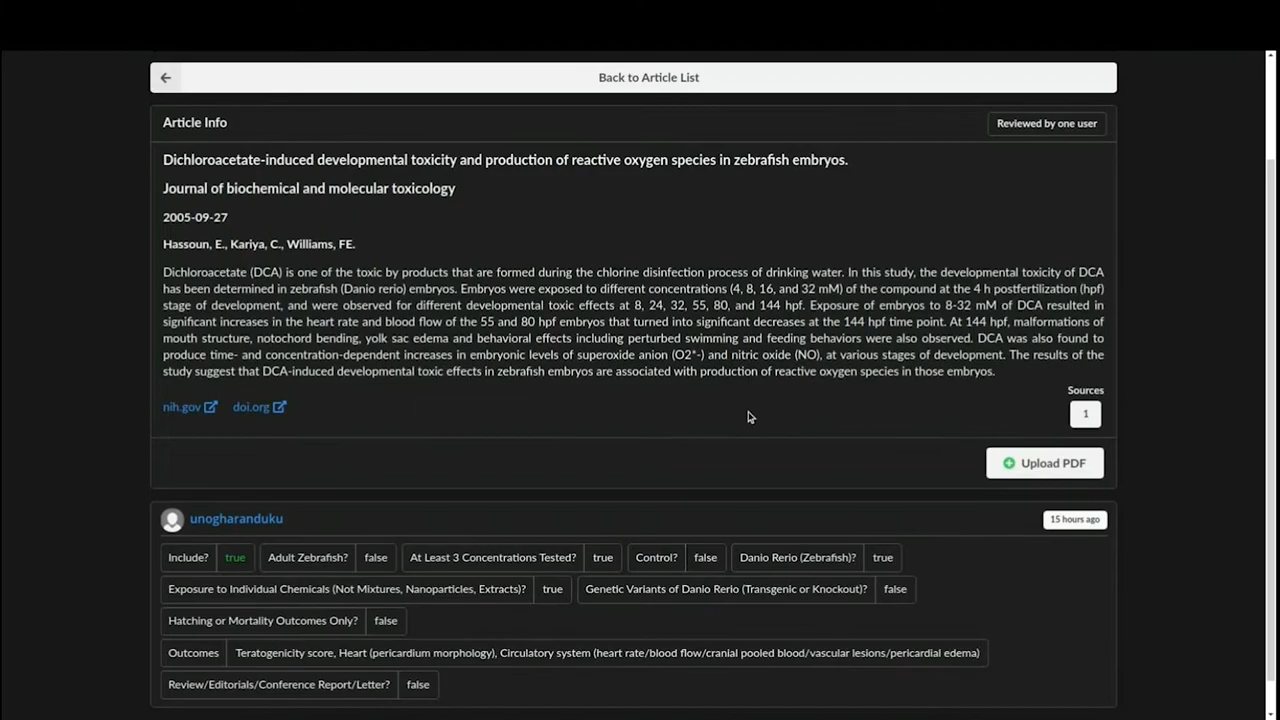 Back to Article List
Article Info
Reviewed by one user
Dichloroacetate-induced developmental toxicity and production of reactive oxygen species in zebrafish embryos.
Journal of biochemical and molecular toxicology
2005-09-27
Hassoun, E., Kariya, C., Williams, FE.
Dichloroacetate (DCA) is one of the toxic by products that are formed during the chlorine disinfection process of drinking water. In this study, the developmental toxicity of DCA
has been determined in zebrafish (Danio rerio) embryos. Embryos were exposed to different concentrations (4, 8, 16, and 32 mM) of the compound at the 4 h postfertilization (hpf)
stage of development, and were observed for different developmental toxic effects at 8, 24, 32, 55, 80, and 144 hpf. Exposure of embryos to 8-32 mM of DCA resulted in
significant increases in the heart rate and blood flow of the 55 and 80 hpf embryos that turned into significant decreases at the 144 hpf time point. At 144 hpf, malformations of
mouth structure, notochord bending, yolk sac edema and behavioral effects including perturbed swimming and feeding behaviors were also observed. DCA was also found to
produce time- and concentration-dependent increases in embryonic levels of superoxide anion (O2*-) and nitric oxide (NO), at various stages of development. The results of the
study suggest that DCA-induced developmental toxic effects in zebrafish embryos are associated with production of reactive oxygen species in those embryos.
nih.gov doi.org
Sources
1
Upload PDF
unogharanduku
15 hours ago
Include? true Adult Zebrafish? false At Least 3 Concentrations Tested? true Control? false Danio Rerio (Zebrafish)? true
Exposure to Individual Chemicals (Not Mixtures, Nanoparticles, Extracts)? true Genetic Variants of Danio Rerio (Transgenic or Knockout)? false
Hatching or Mortality Outcomes Only? false
Outcomes Teratogenicity score, Heart (pericardium morphology), Circulatory system (heart rate/blood flow/cranial pooled blood/vascular lesions/pericardial edema)
Review/Editorials/Conference Report/Letter? false